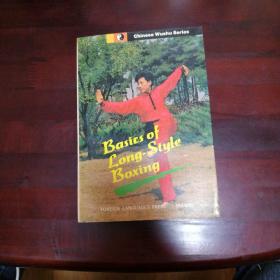 Chinese Wushu Series
Basics of
Long-Style
Boxing
FOREIGN LANGUAGES PRESS